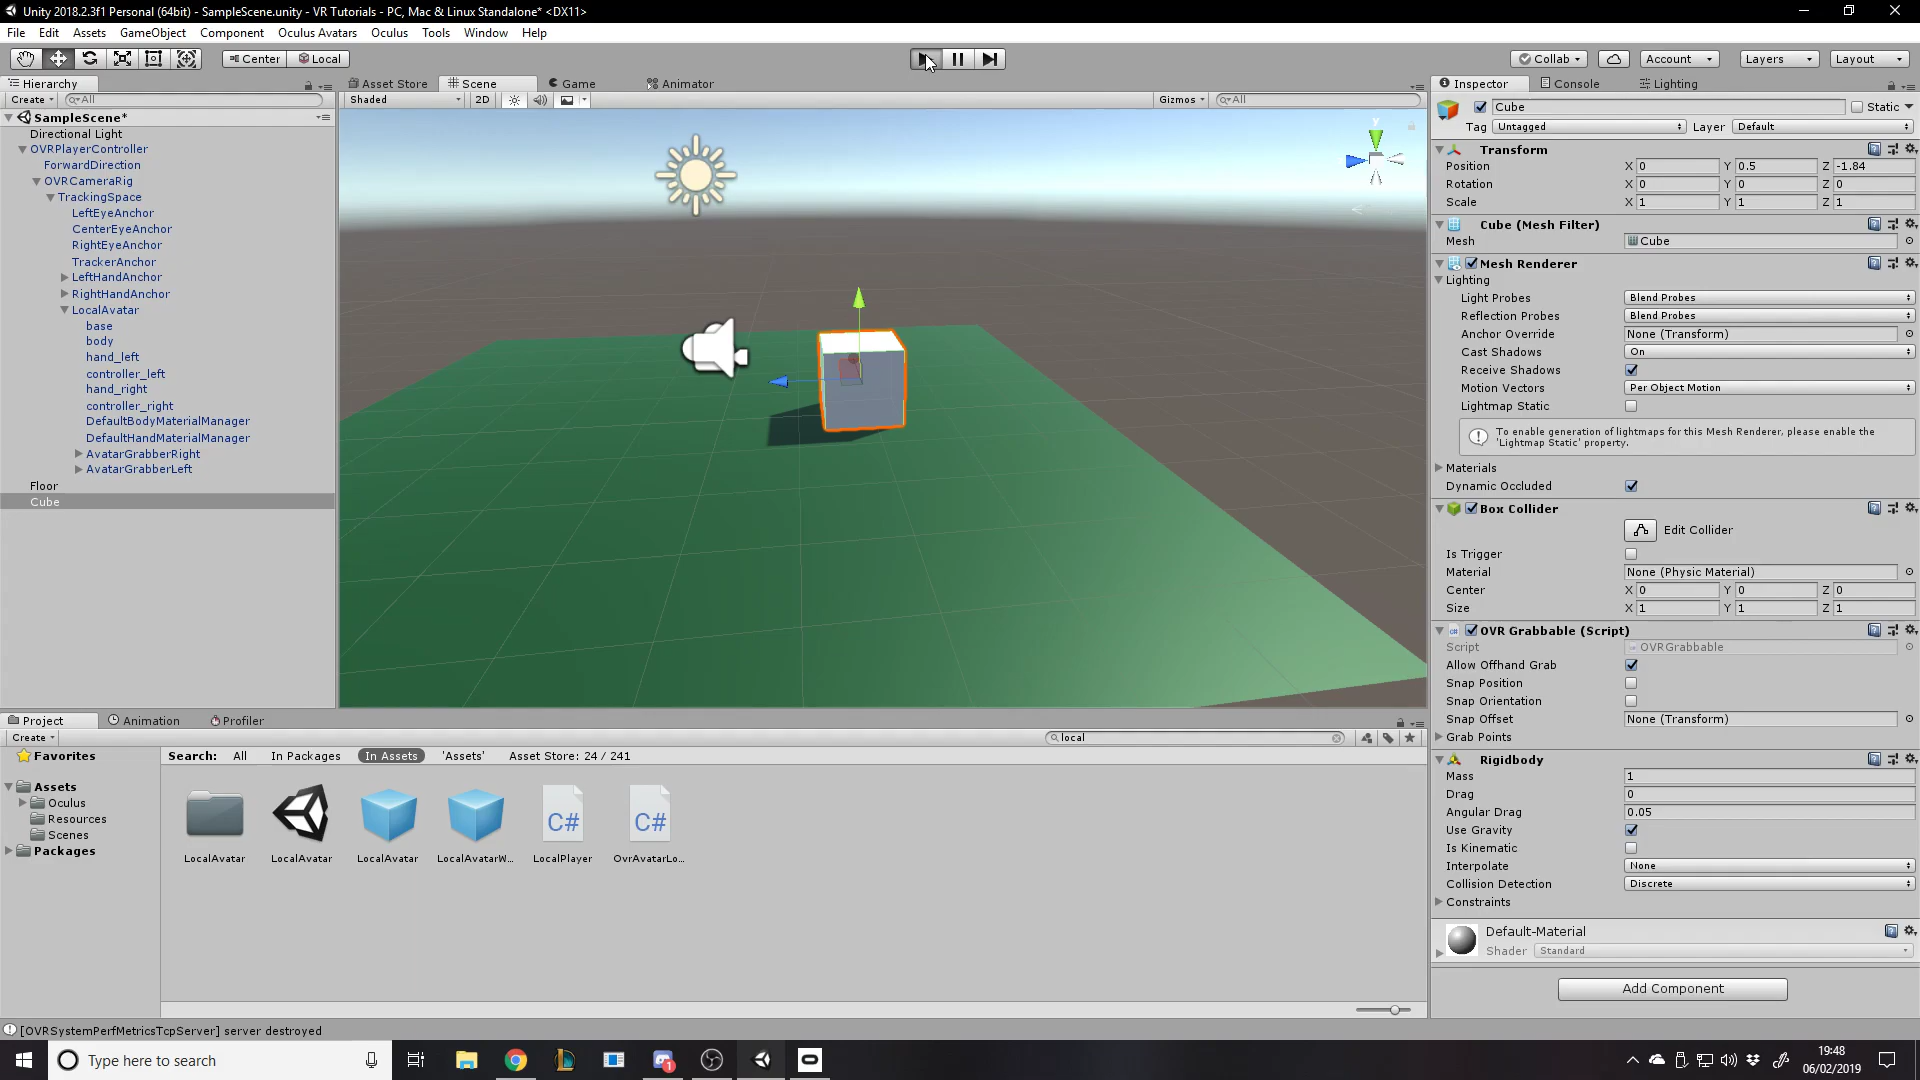 Unity 2018.2.3f1 Personal (64bit) - SampleScene.unity - VR Tutorials - PC, Mac & Linux Standalone* <DX11>
File Edit Assets GameObject Component Oculus Avatars Oculus Tools Window Help
Center Local Collab Account Layers Layout
Hierarchy
Create All
SampleScene*
Directional Light
OVRPlayerController
ForwardDirection
OVRCameraRig
TrackingSpace
LeftEyeAnchor
CenterEyeAnchor
RightEyeAnchor
TrackerAnchor
LeftHandAnchor
RightHandAnchor
LocalAvatar
base
body
hand_left
controller_left
hand_right
controller_right
DefaultBodyMaterialManager
DefaultHandMaterialManager
AvatarGrabberRight
AvatarGrabberLeft
Floor
Cube
Asset Store Scene Game Animator
Shaded 2D Gizmos All
y
Inspector Console Lighting
Cube Static
Tag Untagged Layer Default
Transform
Position X 0 Y 0.5 Z -1.84
Rotation X 0 Y 0 Z 0
Scale X 1 Y 1 Z 1
Cube (Mesh Filter)
Mesh Cube
Mesh Renderer
Lighting
Light Probes Blend Probes
Reflection Probes Blend Probes
Anchor Override None (Transform)
Cast Shadows On
Receive Shadows
Motion Vectors Per Object Motion
Lightmap Static
To enable generation of lightmaps for this Mesh Renderer, please enable the
'Lightmap Static' property.
Materials
Dynamic Occluded
Box Collider
Edit Collider
Is Trigger
Material None (Physic Material)
Center X 0 Y 0 Z 0
Size X 1 Y 1 Z 1
OVR Grabbable (Script)
Script OVRGrabbable
Allow Offhand Grab
Snap Position
Snap Orientation
Snap Offset None (Transform)
Grab Points
Rigidbody
Mass 1
Drag 0
Angular Drag 0.05
Use Gravity
Is Kinematic
Interpolate None
Collision Detection Discrete
Constraints
Default-Material
Shader Standard
Add Component
Project Animation Profiler
Create local
Favorites
Assets
Oculus
Resources
Scenes
Packages
Search: All In Packages In Assets 'Assets' Asset Store: 24 / 241
C# C#
LocalAvatar LocalAvatar LocalAvatar LocalAvatarW... LocalPlayer OvrAvatarLo...
[OVRSystemPerfMetricsTcpServer] server destroyed
Type here to search
1
19:48
06/02/2019